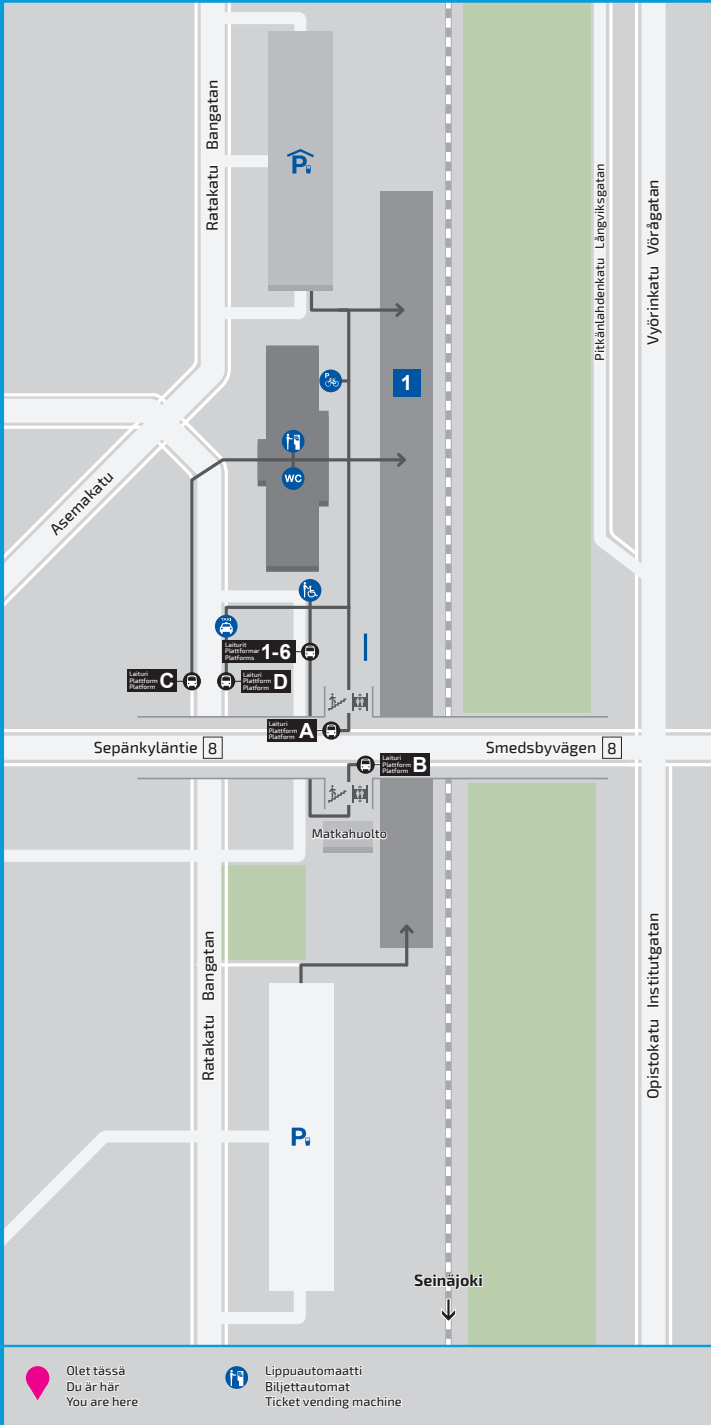 Ratakatu Bangatan
P
Pitkänlahdenkatu Långviksgatan
Vyörinkatu Vörågatan
P
1
WC
Asemakatu
TAXI
Laiturit
Plattformar
Platforms
1-6
Laituri
Plattform
Platform
C
Laituri
Plattform
Platform
D
Laituri
Plattform
Platform
A
Sepänkyläntie 8
Smedsbyvägen 8
Laituri
Plattform
Platform
B
Matkahuolto
Ratakatu Bangatan
Opistokatu Institutgatan
P
Seinäjoki
Olet tässä
Du är här
You are here
Lippuautomaatti
Biljettautomat
Ticket vending machine